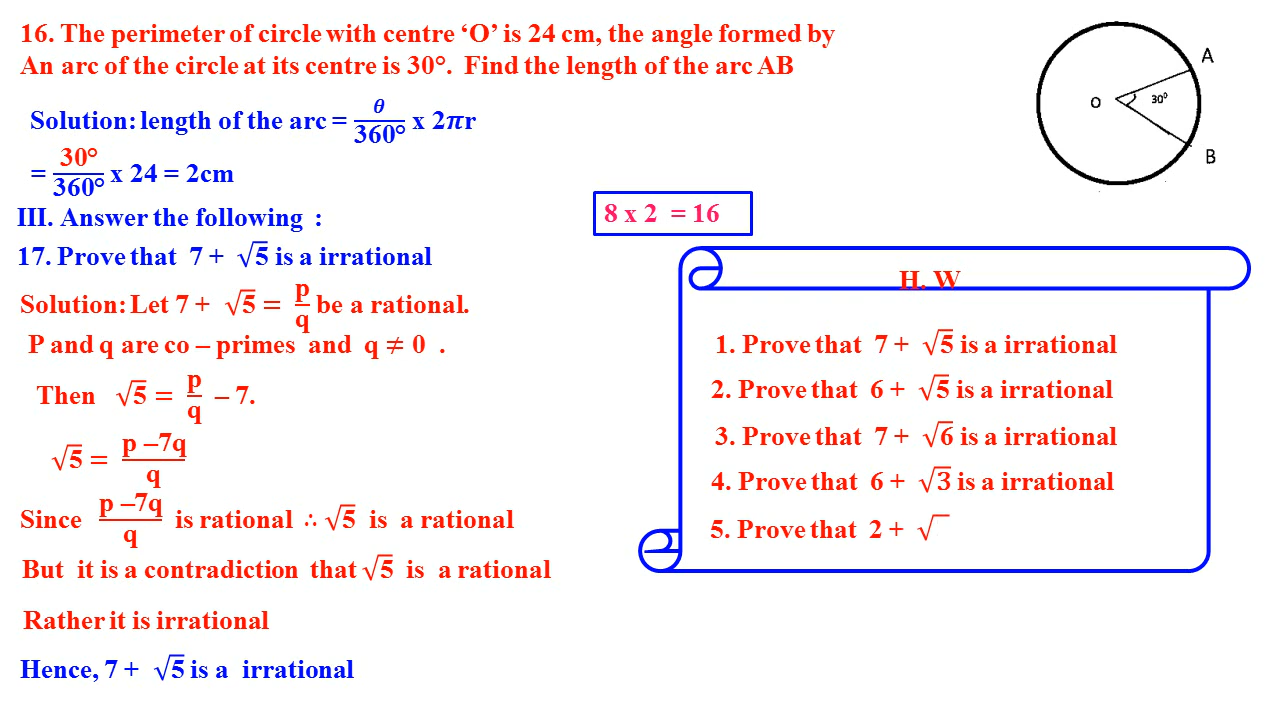 16. The perimeter of circle with centre ‘O’ is 24 cm, the angle formed by
An arc of the circle at its centre is 30°. Find the length of the arc AB
Solution: length of the arc = θ/360° x 2πr
= 30°/360° x 24 = 2cm
A
O
30⁰
B
III. Answer the following :
8 x 2 = 16
17. Prove that 7 + √5 is a irrational
Solution: Let 7 + √5 = p/q be a rational.
P and q are co – primes and q ≠ 0 .
Then √5 = p/q – 7.
√5 = p –7q/q
Since p –7q/q is rational ∴ √5 is a rational
But it is a contradiction that √5 is a rational
Rather it is irrational
Hence, 7 + √5 is a irrational
H. W
1. Prove that 7 + √5 is a irrational
2. Prove that 6 + √5 is a irrational
3. Prove that 7 + √6 is a irrational
4. Prove that 6 + √3 is a irrational
5. Prove that 2 + √